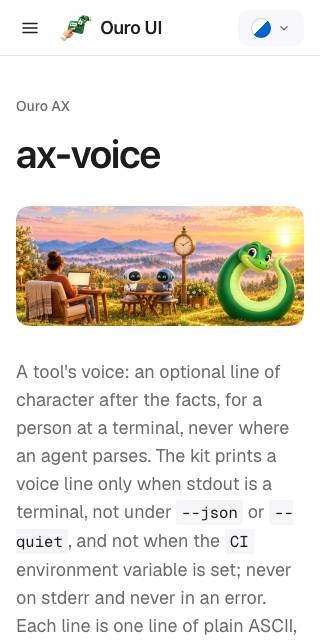 Ouro UI
Ouro AX
ax-voice
A tool's voice: an optional line of
character after the facts, for a
person at a terminal, never where
an agent parses. The kit prints a
voice line only when stdout is a
terminal, not under --json or --
quiet, and not when the CI
environment variable is set; never
on stderr and never in an error.
Each line is one line of plain ASCII,